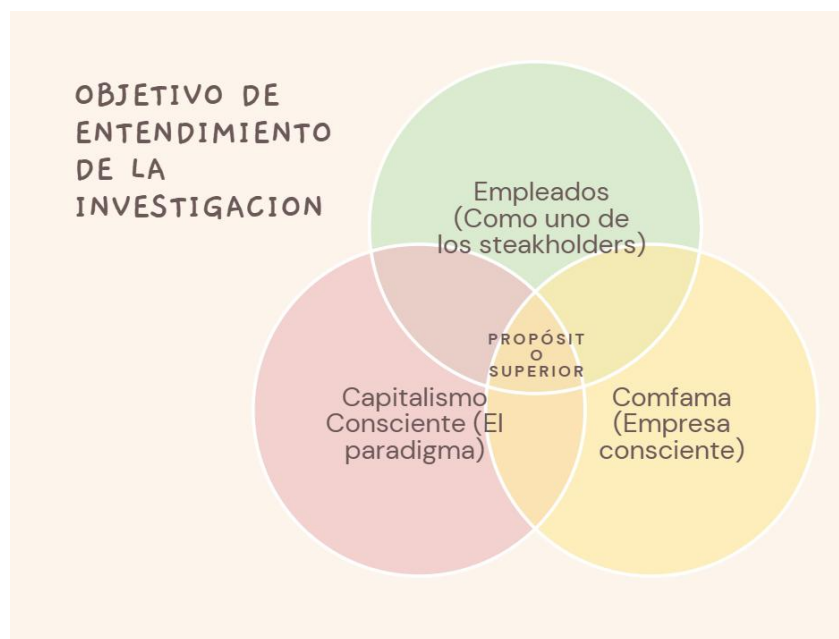 OBJETIVO DE
ENTENDIMIENTO
DE LA
INVESTIGACION
Empleados
(Como uno de
los steakholders)
PROPÓSIT
O
SUPERIOR
Capitalismo
Consciente (El
paradigma)
Comfama
(Empresa
consciente)